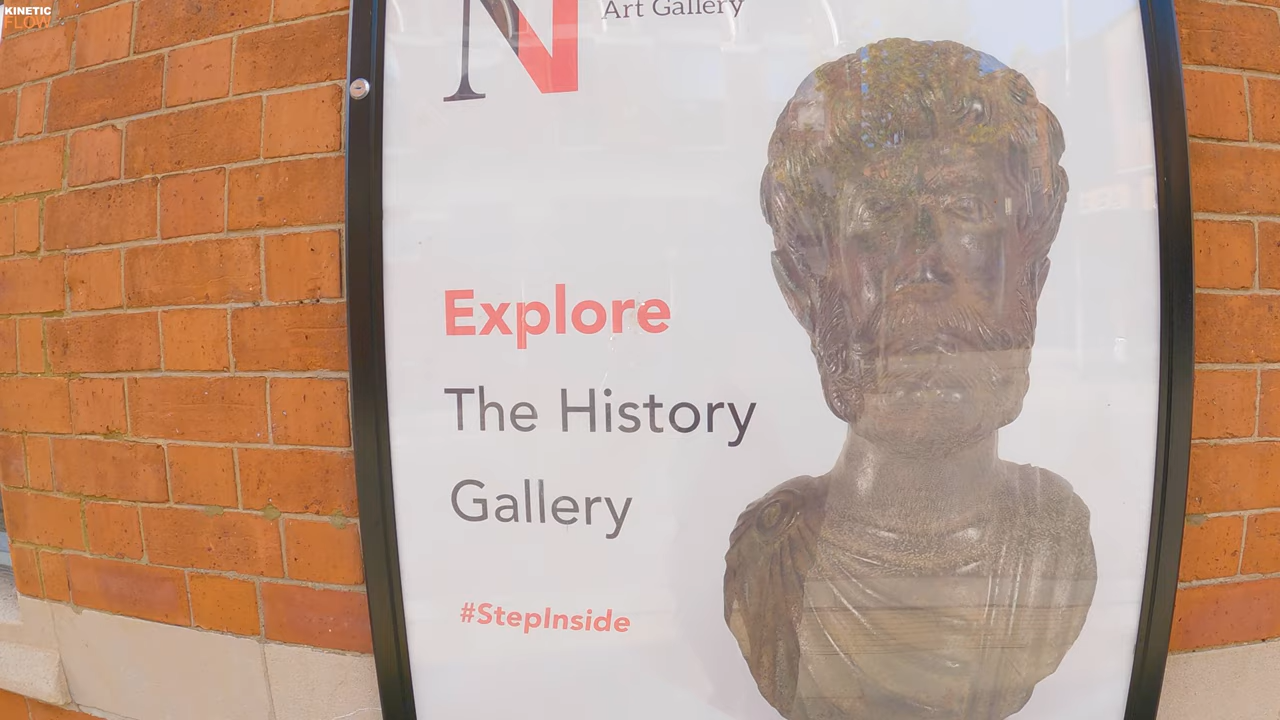 KINETIC
FLOW
N
Art Gallery
Explore
The History
Gallery
#StepInside